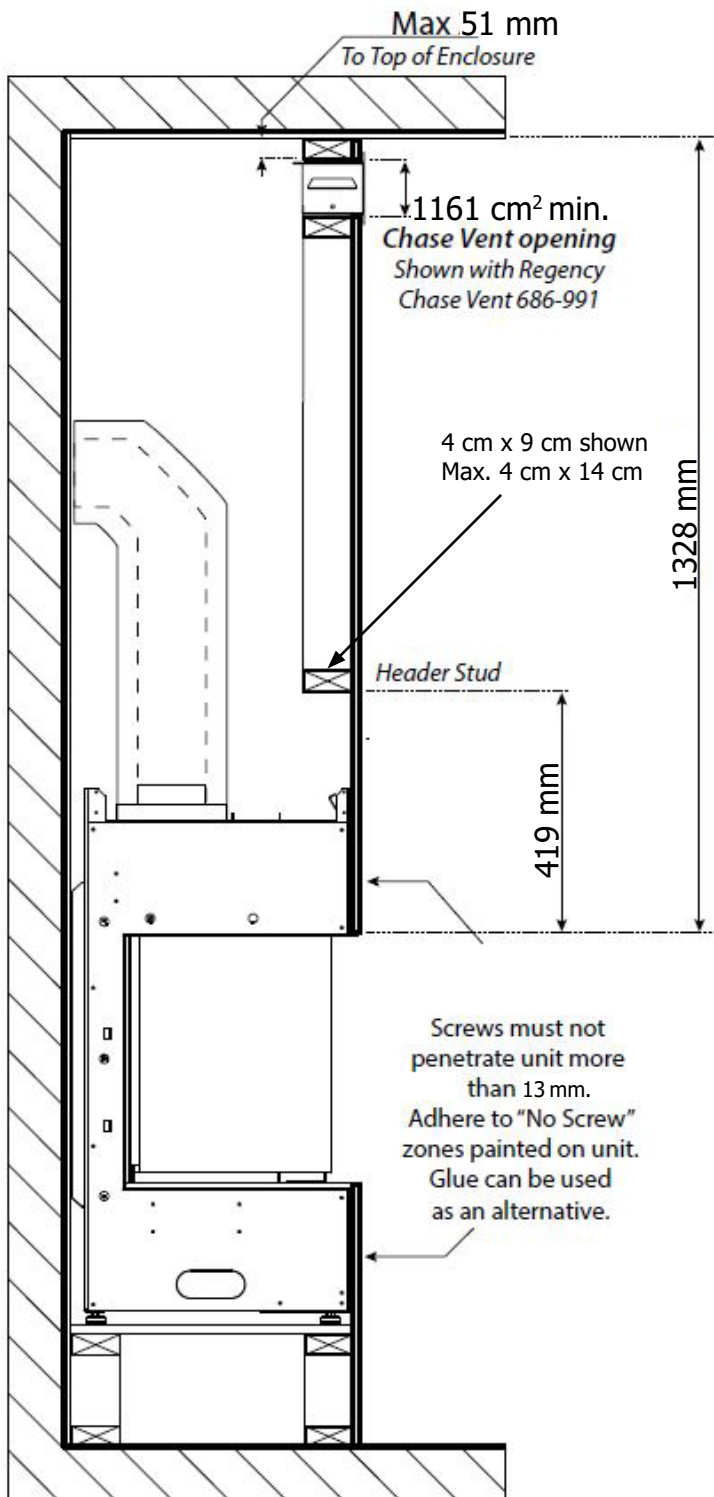 Max 51 mm
To Top of Enclosure
1161 cm² min.
Chase Vent opening
Shown with Regency
Chase Vent 686-991
4 cm x 9 cm shown
Max. 4 cm x 14 cm
1328 mm
Header Stud
419 mm
Screws must not
penetrate unit more
than 13 mm.
Adhere to “No Screw”
zones painted on unit.
Glue can be used
as an alternative.